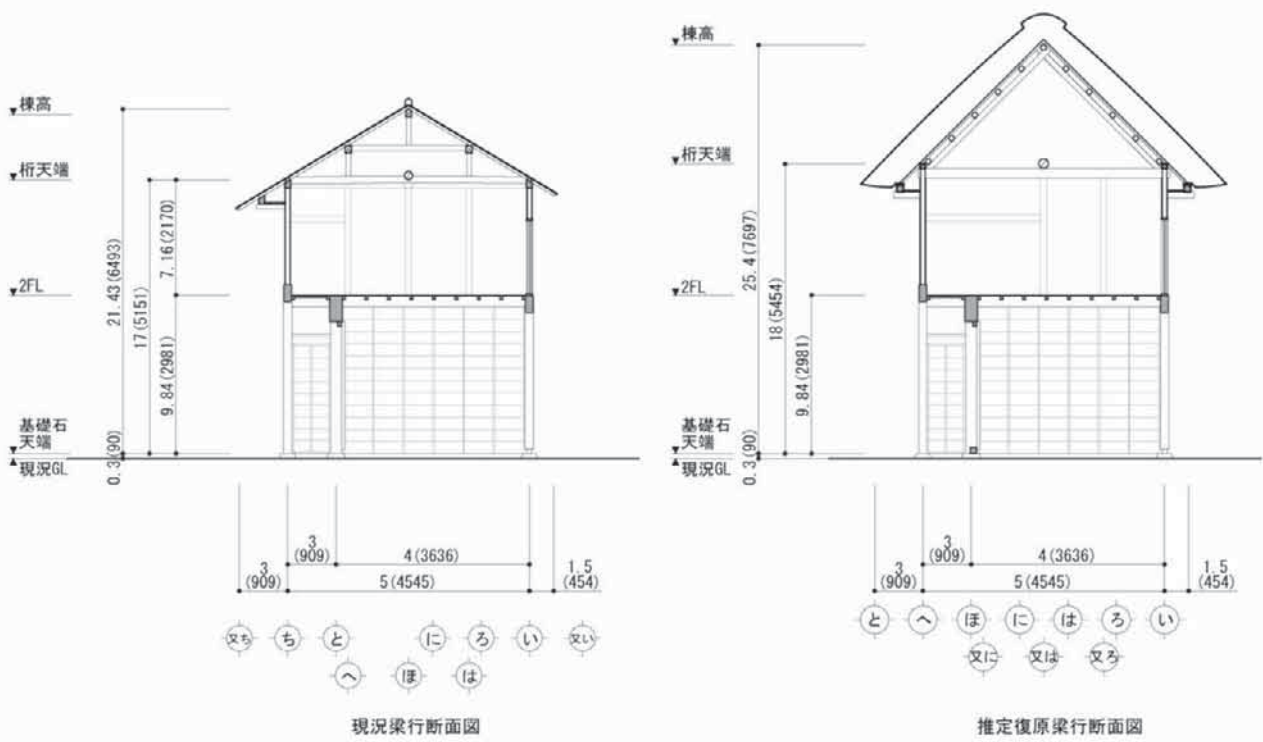 棟高
桁天端
2FL
基礎石
天端
現況GL
21.43(6493)
17(5151)
7.16(2170)
9.84(2981)
0.3(90)
3
(909)
4(3636)
3
(909)
5(4545)
1.5
(454)
又ち
ち
と
に
ろ
い
又い
へ
ほ
は
現況梁行断面図
棟高
桁天端
2FL
基礎石
天端
現況GL
25.4(7697)
18(5454)
9.84(2981)
0.3(90)
3
(909)
4(3636)
3
(909)
5(4545)
1.5
(454)
と
へ
ほ
に
は
ろ
い
又に
又は
又ろ
推定復原梁行断面図